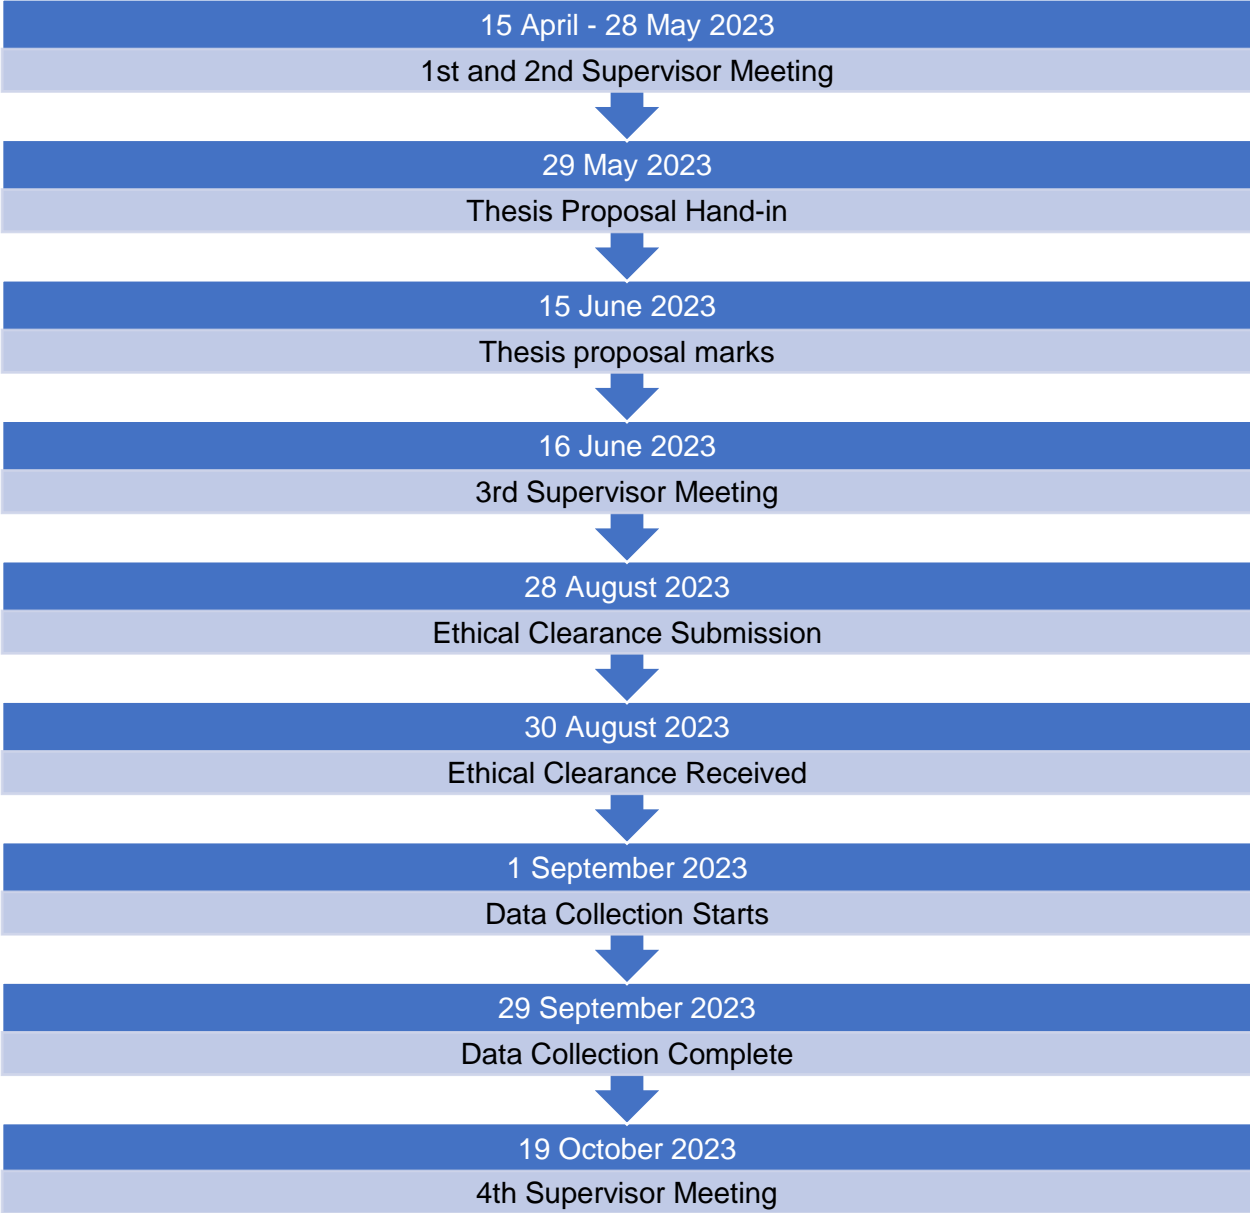 15 April - 28 May 2023
1st and 2nd Supervisor Meeting
29 May 2023
Thesis Proposal Hand-in
15 June 2023
Thesis proposal marks
16 June 2023
3rd Supervisor Meeting
28 August 2023
Ethical Clearance Submission
30 August 2023
Ethical Clearance Received
1 September 2023
Data Collection Starts
29 September 2023
Data Collection Complete
19 October 2023
4th Supervisor Meeting